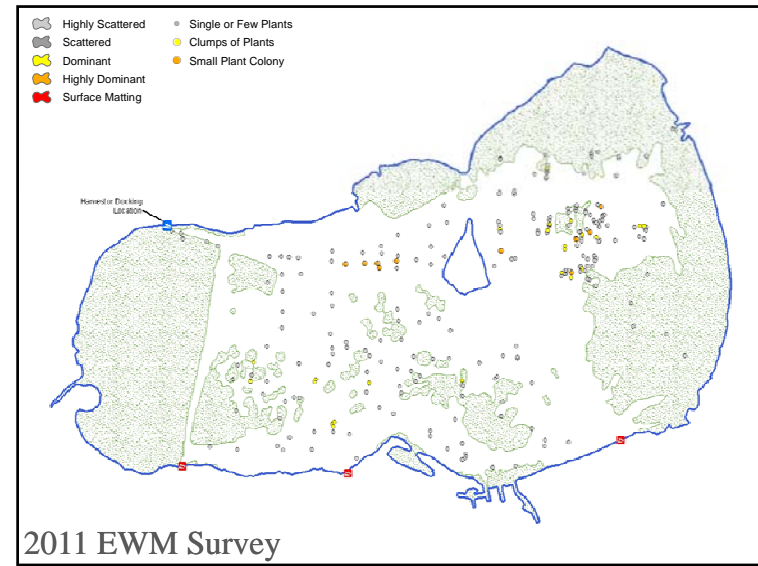 Highly Scattered
Scattered
Dominant
Highly Dominant
Surface Matting
Single or Few Plants
Clumps of Plants
Small Plant Colony
Harvestor Docking
Location
S
S
S
S
2011 EWM Survey